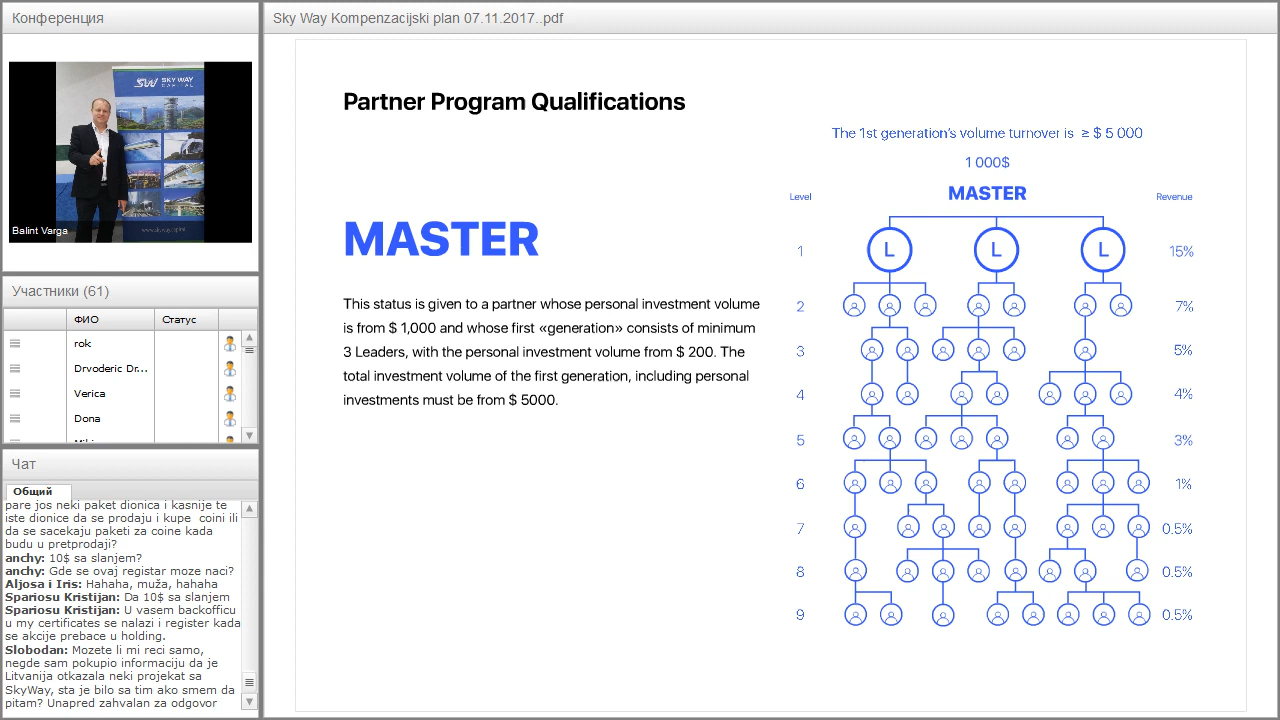 Конференция
SKY WAY
CAPITAL
Balint Varga
Участники (61)
ФИО
Статус
rok
Drvoderic Dr...
Verica
Dona
Чат
Общий
pare jos neki paket dionica i kasnije te
iste dionice da se prodaju i kupe coini ili
da se sacekaju paketi za coine kada
budu u pretprodaji?
anchy: 10$ sa slanjem?
anchy: Gde se ovaj registar moze naci?
Aljosa i Iris: Hahaha, muža, hahaha
Spariosu Kristijan: Da 10$ sa slanjem
Spariosu Kristijan: U vasem backofficu
u my certificates se nalazi i register kada
se akcije prebace u holding.
Slobodan: Mozete li mi reci samo,
negde sam pokupio informaciju da je
Litvanija otkazala neki projekat sa
SkyWay, sta je bilo sa tim ako smem da
pitam? Unapred zahvalan za odgovor
Sky Way Kompenzacijski plan 07.11.2017..pdf
Partner Program Qualifications
MASTER
This status is given to a partner whose personal investment volume
is from $ 1,000 and whose first «generation» consists of minimum
3 Leaders, with the personal investment volume from $ 200. The
total investment volume of the first generation, including personal
investments must be from $ 5000.
The 1st generation's volume turnover is ≥ $ 5 000
1 000$
Level
MASTER
Revenue
1 L L L 15%
2 7%
3 5%
4 4%
5 3%
6 1%
7 0.5%
8 0.5%
9 0.5%